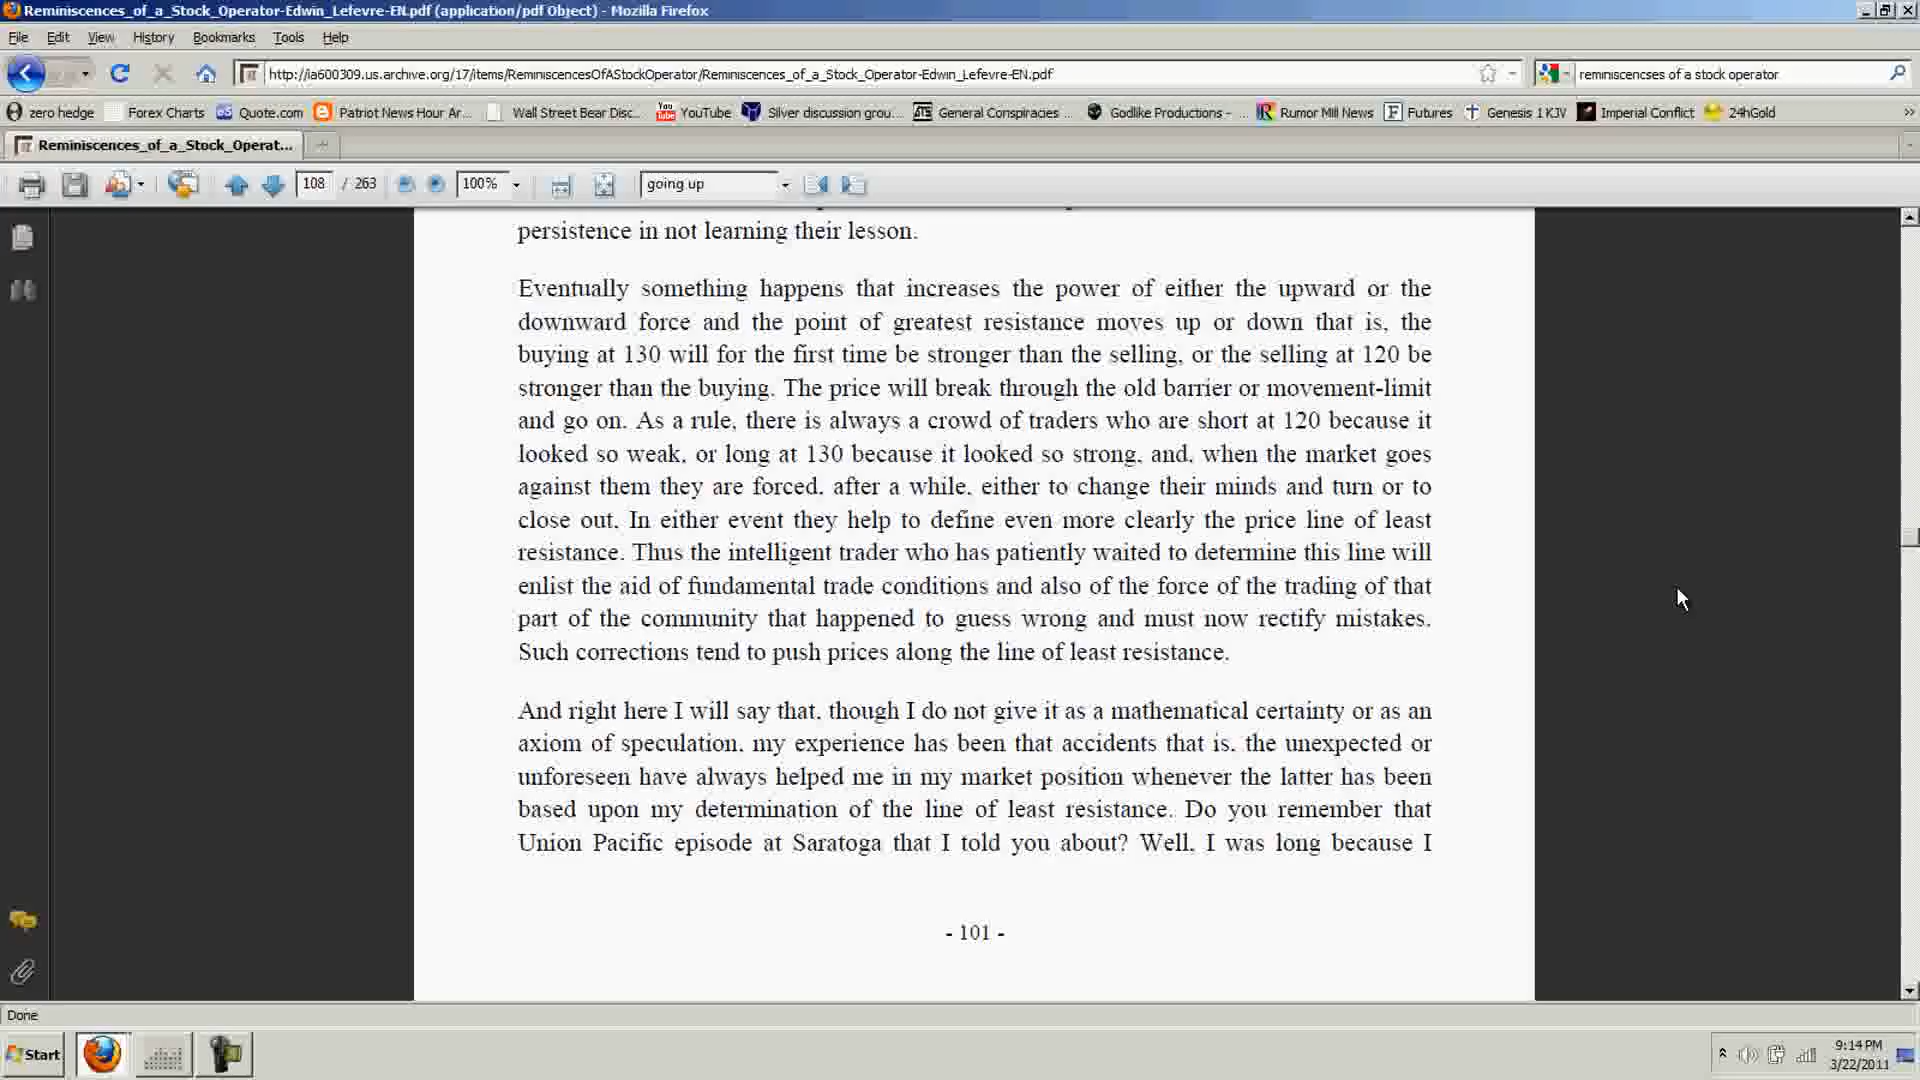 Reminiscences_of_a_Stock_Operator-Edwin_Lefevre-EN.pdf (application/pdf Object) - Mozilla Firefox
File Edit View History Bookmarks Tools Help
http://ia600309.us.archive.org/17/items/ReminiscencesOfAStockOperator/Reminiscences_of_a_Stock_Operator-Edwin_Lefevre-EN.pdf
reminiscencses of a stock operator
zero hedge Forex Charts Quote.com Patriot News Hour Ar... Wall Street Bear Disc... YouTube Silver discussion grou... General Conspiracies ... Godlike Productions - ... Rumor Mill News Futures Genesis 1 KJV Imperial Conflict 24hGold
Reminiscences_of_a_Stock_Operat...
108 / 263 100% going up
persistence in not learning their lesson.
Eventually something happens that increases the power of either the upward or the
downward force and the point of greatest resistance moves up or down that is, the
buying at 130 will for the first time be stronger than the selling, or the selling at 120 be
stronger than the buying. The price will break through the old barrier or movement-limit
and go on. As a rule, there is always a crowd of traders who are short at 120 because it
looked so weak, or long at 130 because it looked so strong, and, when the market goes
against them they are forced, after a while, either to change their minds and turn or to
close out. In either event they help to define even more clearly the price line of least
resistance. Thus the intelligent trader who has patiently waited to determine this line will
enlist the aid of fundamental trade conditions and also of the force of the trading of that
part of the community that happened to guess wrong and must now rectify mistakes.
Such corrections tend to push prices along the line of least resistance.
And right here I will say that, though I do not give it as a mathematical certainty or as an
axiom of speculation, my experience has been that accidents that is, the unexpected or
unforeseen have always helped me in my market position whenever the latter has been
based upon my determination of the line of least resistance. Do you remember that
Union Pacific episode at Saratoga that I told you about? Well, I was long because I
- 101 -
Done
Start
9:14 PM
3/22/2011